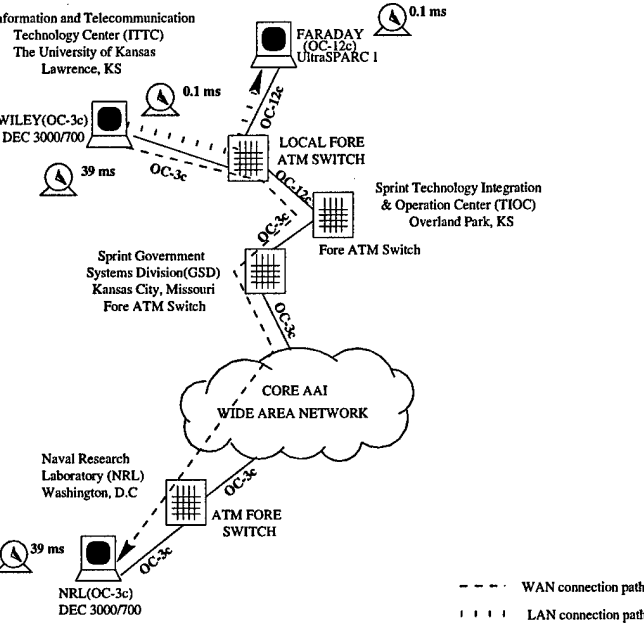 nformation and Telecommunication
Technology Center (ITTC)
The University of Kansas
Lawrence, KS
0.1 ms
FARADAY
(OC-12c)
UltraSPARC 1
0.1 ms
WILEY(OC-3c)
DEC 3000/700
OC-12c
LOCAL FORE
ATM SWITCH
OC-3c
39 ms
OC-12c
Sprint Technology Integration
& Operation Center (TIOC)
Overland Park, KS
OC-3c
Fore ATM Switch
Sprint Government
Systems Division(GSD)
Kansas City, Missouri
Fore ATM Switch
OC-3c
CORE AAI
WIDE AREA NETWORK
Naval Research
Laboratory (NRL)
Washington, D.C
OC-3c
ATM FORE
SWITCH
39 ms
OC-3c
NRL(OC-3c)
DEC 3000/700
WAN connection path
LAN connection path